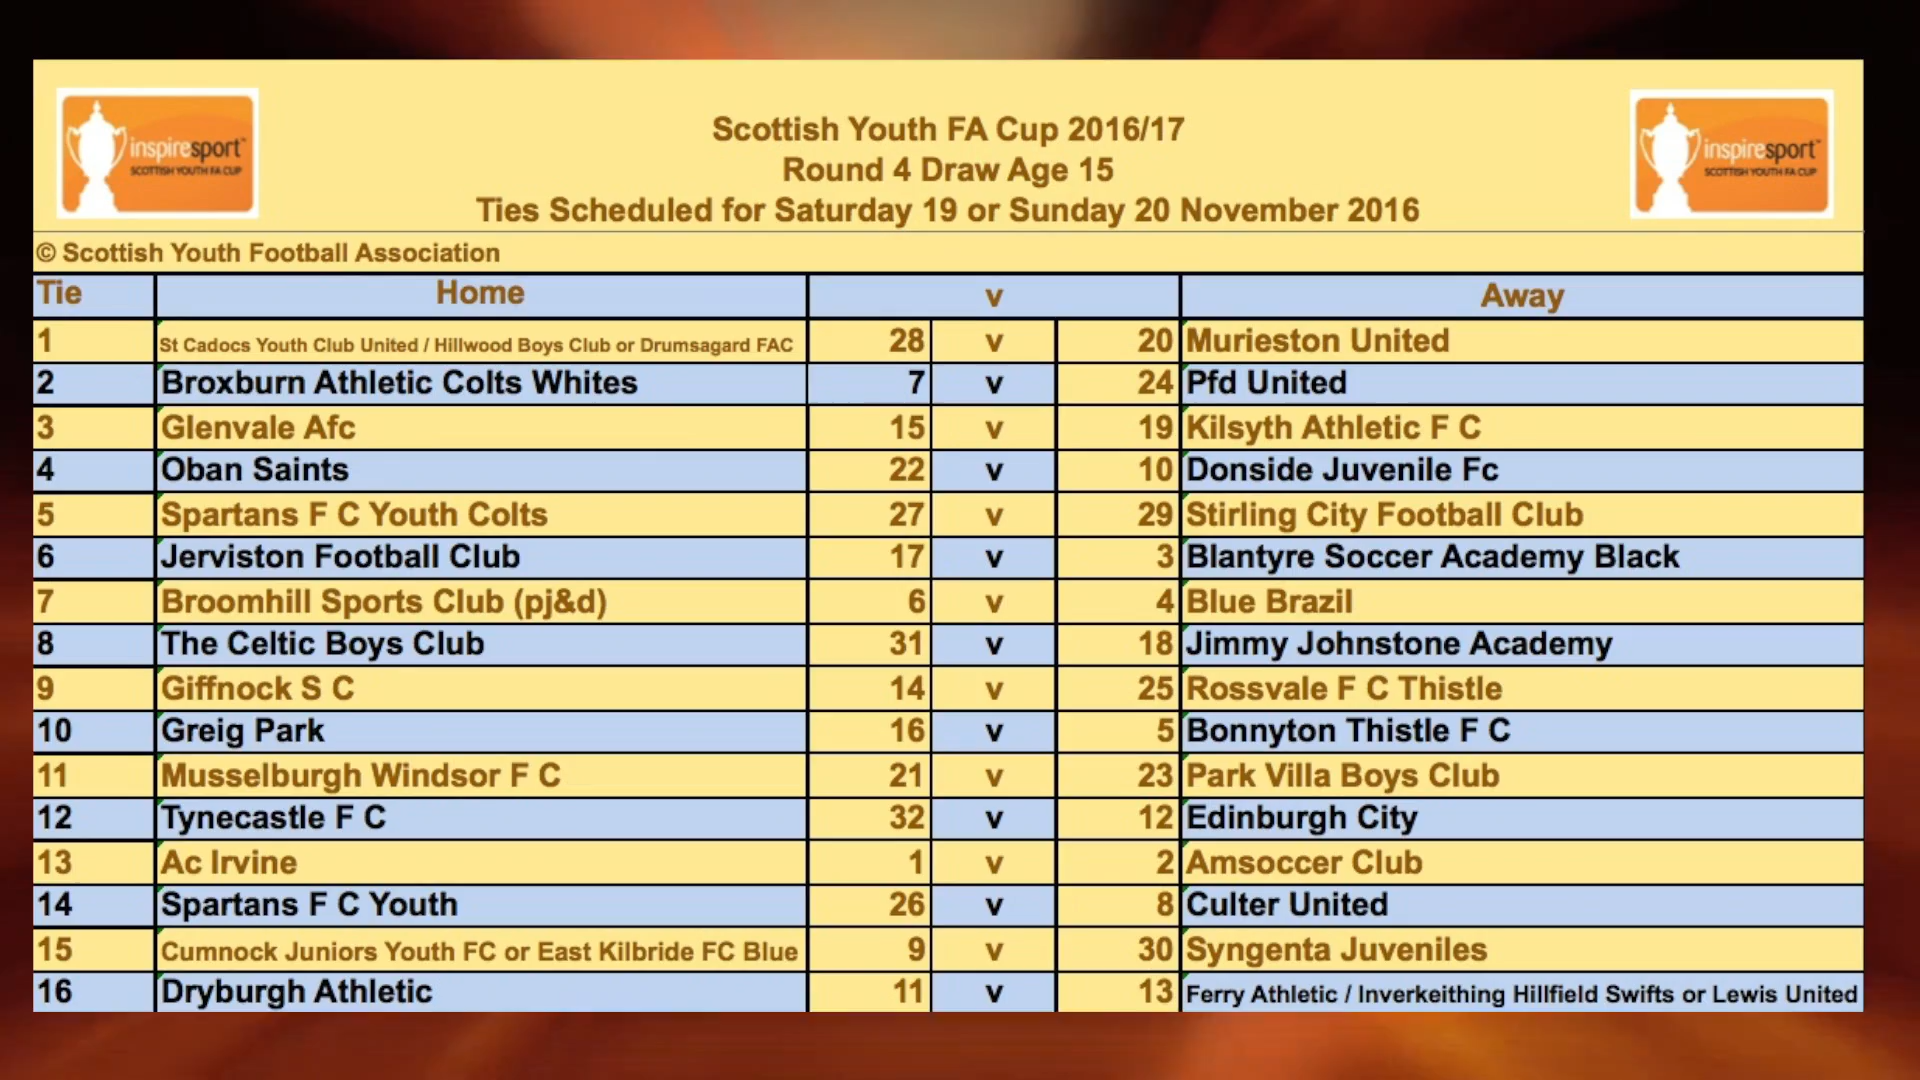 inspiresport™
SCOTTISH YOUTH FA CUP
Scottish Youth FA Cup 2016/17
Round 4 Draw Age 15
Ties Scheduled for Saturday 19 or Sunday 20 November 2016
inspiresport™
SCOTTISH YOUTH FA CUP
© Scottish Youth Football Association
Tie Home v Away
1 St Cadocs Youth Club United / Hillwood Boys Club or Drumsagard FAC 28 v 20 Murieston United
2 Broxburn Athletic Colts Whites 7 v 24 Pfd United
3 Glenvale Afc 15 v 19 Kilsyth Athletic F C
4 Oban Saints 22 v 10 Donside Juvenile Fc
5 Spartans F C Youth Colts 27 v 29 Stirling City Football Club
6 Jerviston Football Club 17 v 3 Blantyre Soccer Academy Black
7 Broomhill Sports Club (pj&d) 6 v 4 Blue Brazil
8 The Celtic Boys Club 31 v 18 Jimmy Johnstone Academy
9 Giffnock S C 14 v 25 Rossvale F C Thistle
10 Greig Park 16 v 5 Bonnyton Thistle F C
11 Musselburgh Windsor F C 21 v 23 Park Villa Boys Club
12 Tynecastle F C 32 v 12 Edinburgh City
13 Ac Irvine 1 v 2 Amsoccer Club
14 Spartans F C Youth 26 v 8 Culter United
15 Cumnock Juniors Youth FC or East Kilbride FC Blue 9 v 30 Syngenta Juveniles
16 Dryburgh Athletic 11 v 13 Ferry Athletic / Inverkeithing Hillfield Swifts or Lewis United